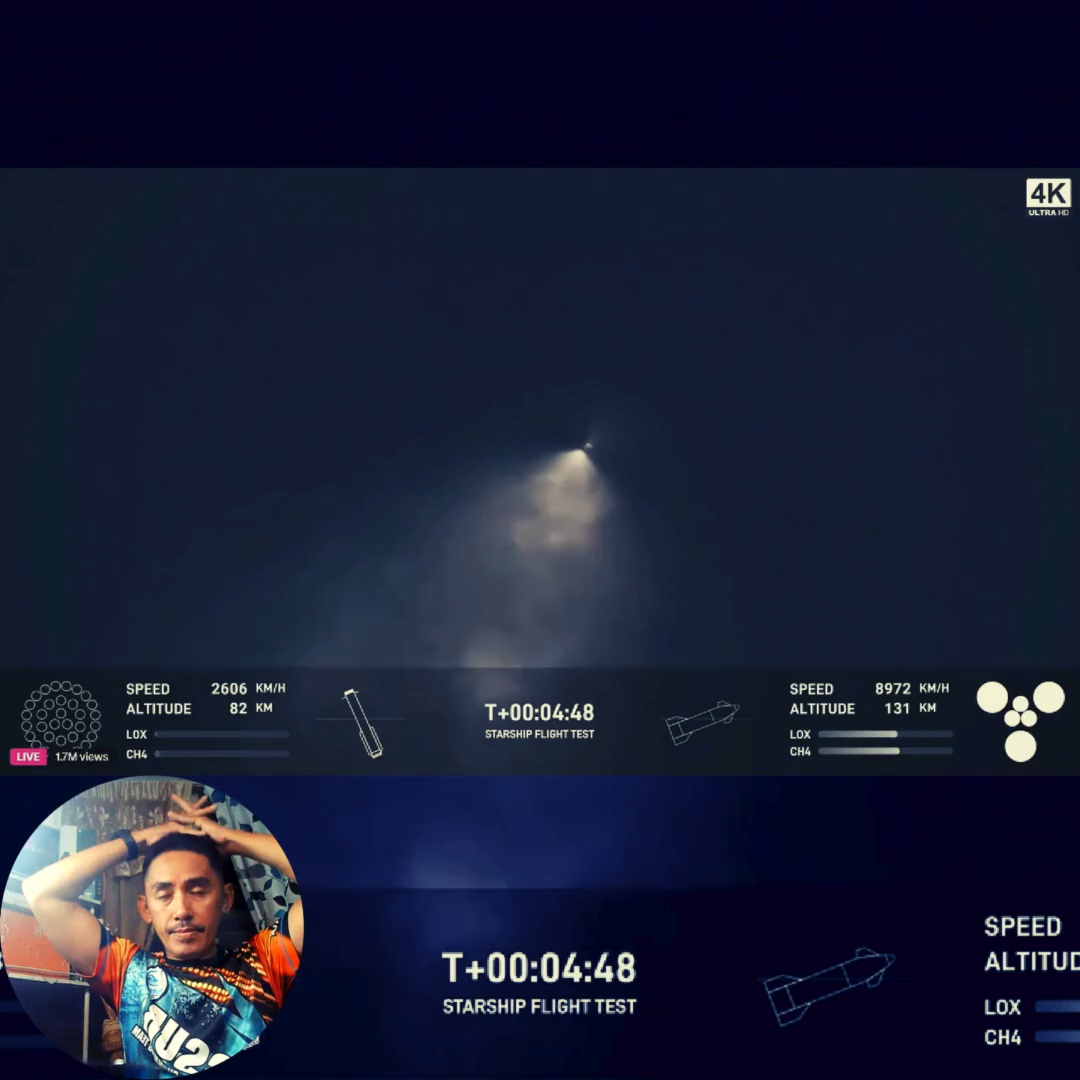 4K
ULTRA HD
SPEED 2606 KM/H
ALTITUDE 82 KM
LOX
CH4
LIVE 1.7M views
T+00:04:48
STARSHIP FLIGHT TEST
SPEED 8972 KM/H
ALTITUDE 131 KM
LOX
CH4
T+00:04:48
STARSHIP FLIGHT TEST
SPEED
ALTITUD
LOX
CH4